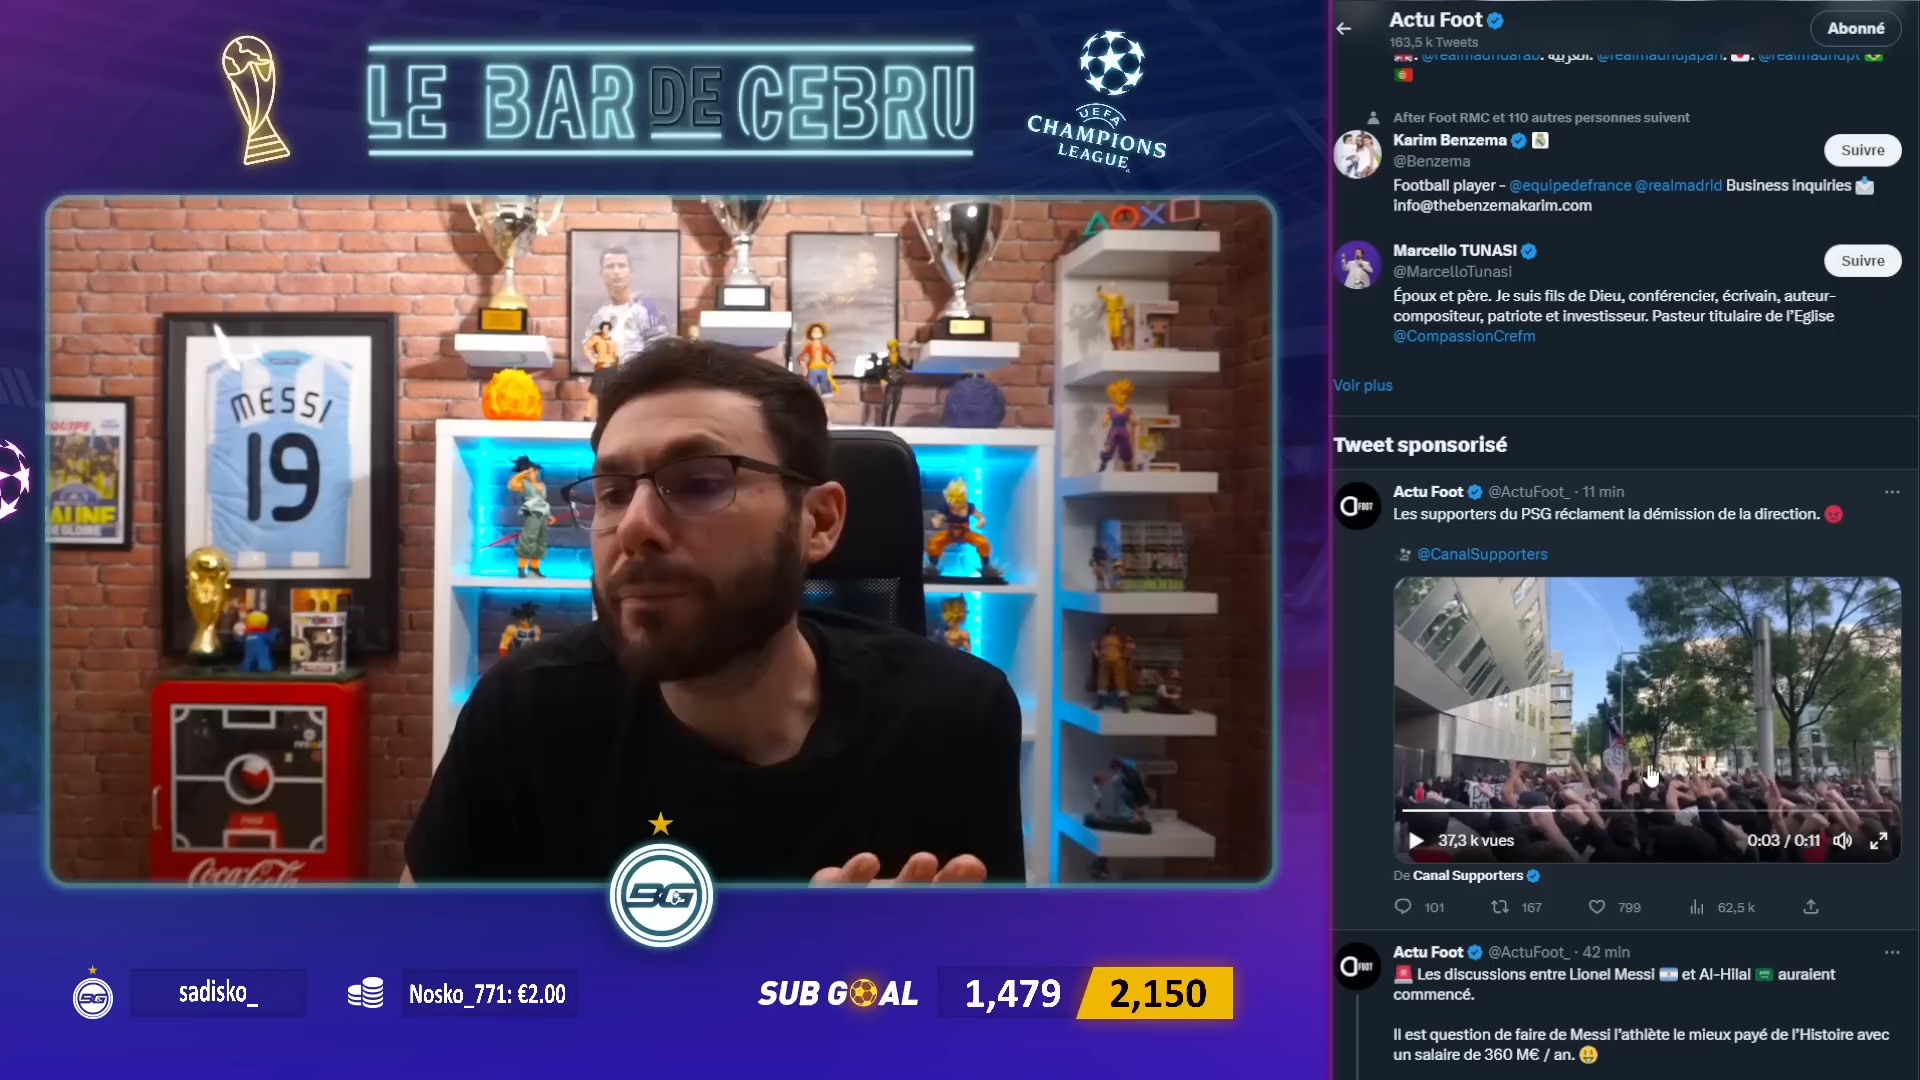 LE BAR DE CEBRU
UEFA
CHAMPIONS
LEAGUE
MESSI
19
Coca-Cola
BG
BG
sadisko_
Nosko_771: €2.00
SUB GOAL
1,479
2,150
Actu Foot
163,5 k Tweets
Abonné
After Foot RMC et 110 autres personnes suivent
Karim Benzema
@Benzema
Suivre
Football player - @equipedefrance @realmadrid Business inquiries
info@thebenzemakarim.com
Marcello TUNASI
@MarcelloTunasi
Suivre
Époux et père. Je suis fils de Dieu, conférencier, écrivain, auteur-
compositeur, patriote et investisseur. Pasteur titulaire de l'Eglise
@CompassionCrefm
Voir plus
Tweet sponsorisé
Actu Foot @ActuFoot_ · 11 min
Les supporters du PSG réclament la démission de la direction.
@CanalSupporters
37,3 k vues
0:03 / 0:11
De Canal Supporters
101 167 799 62,5 k
Actu Foot @ActuFoot_ · 42 min
Les discussions entre Lionel Messi et Al-Hilal auraient
commencé.
Il est question de faire de Messi l'athlète le mieux payé de l'Histoire avec
un salaire de 360 M€ / an.